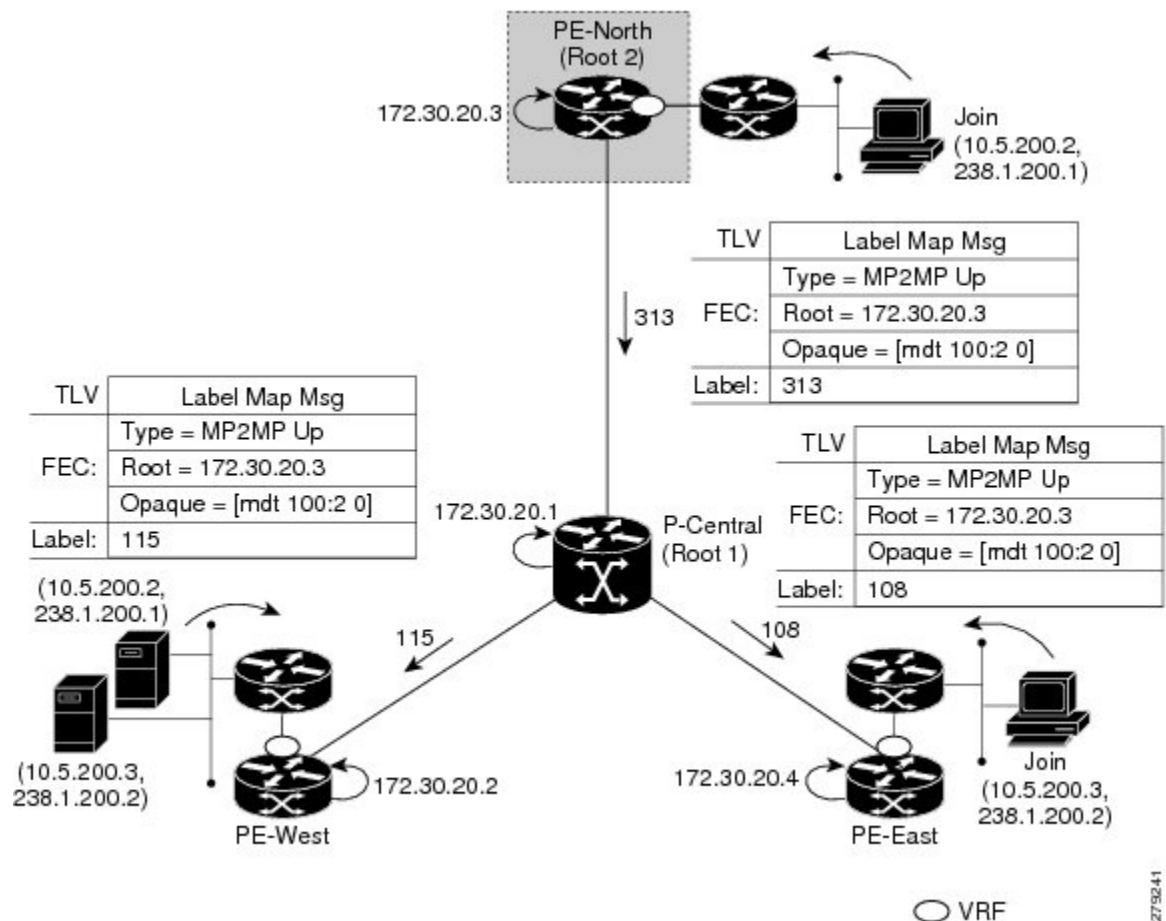 PE-North
(Root 2)
172.30.20.3
Join
(10.5.200.2,
238.1.200.1)
TLV Label Map Msg
FEC: Type = MP2MP Up
Root = 172.30.20.3
Opaque = [mdt 100:2 0]
Label: 313
313
TLV Label Map Msg
FEC: Type = MP2MP Up
Root = 172.30.20.3
Opaque = [mdt 100:2 0]
Label: 115
TLV Label Map Msg
FEC: Type = MP2MP Up
Root = 172.30.20.3
Opaque = [mdt 100:2 0]
Label: 108
172.30.20.1
P-Central
(Root 1)
(10.5.200.2,
238.1.200.1)
115
108
(10.5.200.3,
238.1.200.2)
172.30.20.2
PE-West
172.30.20.4
PE-East
Join
(10.5.200.3,
238.1.200.2)
VRF
279241